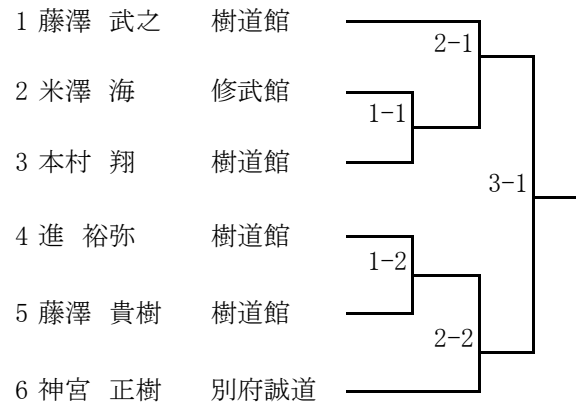 1 藤澤 武之 樹道館
2-1
2 米澤 海 修武館
1-1
3 本村 翔 樹道館
3-1
4 進 裕弥 樹道館
1-2
5 藤澤 貴樹 樹道館
2-2
6 神宮 正樹 別府誠道